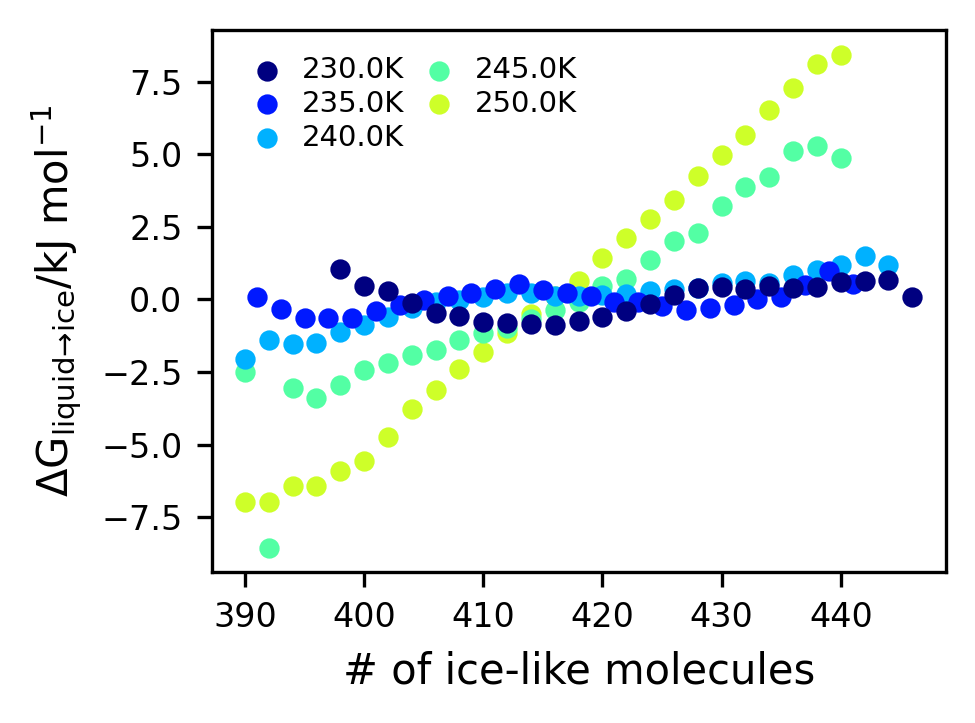 230.0K
235.0K
240.0K
245.0K
250.0K
7.5
5.0
2.5
0.0
−2.5
−5.0
−7.5
ΔG_liquid→ice/kJ mol⁻¹
390 400 410 420 430 440
# of ice-like molecules